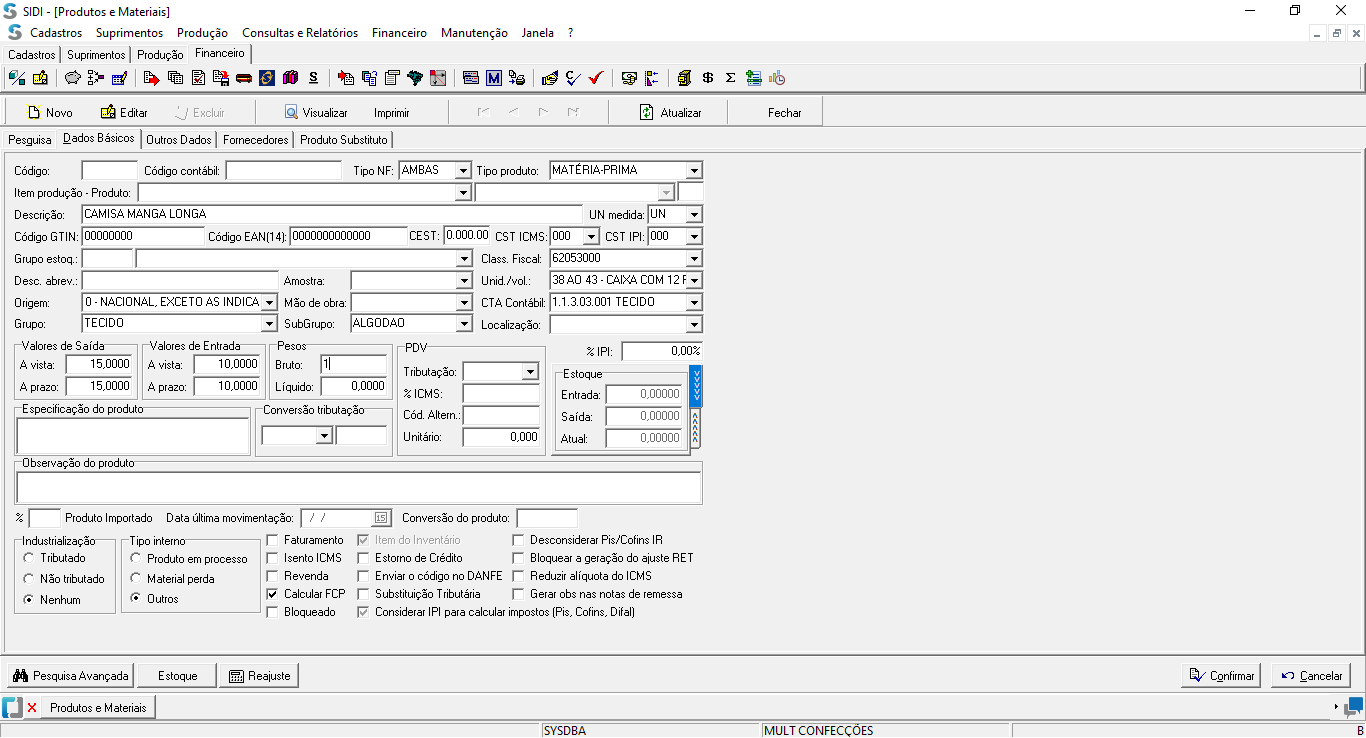 SIDI - [Produtos e Materiais]
Cadastros Suprimentos Produção Consultas e Relatórios Financeiro Manutenção Janela ?
Cadastros Suprimentos Produção Financeiro
Novo Editar Excluir Visualizar Imprimir Atualizar Fechar
Pesquisa Dados Básicos Outros Dados Fornecedores Produto Substituto
Código: Código contábil: Tipo NF: AMBAS Tipo produto: MATÉRIA-PRIMA
Item produção - Produto:
Descrição: CAMISA MANGA LONGA UN medida: UN
Código GTIN: 00000000 Código EAN(14): 0000000000000 CEST: 0.000.00 CST ICMS: 000 CST IPI: 000
Grupo estoq.: Class. Fiscal: 62053000
Desc. abrev.: Amostra: Unid./vol.: 38 AO 43 - CAIXA COM 12 F
Origem: 0 - NACIONAL, EXCETO AS INDICA Mão de obra: CTA Contábil: 1.1.3.03.001 TECIDO
Grupo: TECIDO SubGrupo: ALGODAO Localização:
Valores de Saída Valores de Entrada Pesos PDV % IPI: 0,00%
A vista: 15,0000 A vista: 10,0000 Bruto: 1 Tributação: Estoque
A prazo: 15,0000 A prazo: 10,0000 Líquido: 0,0000 % ICMS: Entrada: 0,00000
Especificação do produto Conversão tributação Cód. Altern.: Saída: 0,00000
Unitário: 0,000 Atual: 0,00000
Observação do produto
% Produto Importado Data última movimentação: / / 15 Conversão do produto:
Industrialização Tipo interno Faturamento Item do Inventário Desconsiderar Pis/Cofins IR
Tributado Produto em processo Isento ICMS Estorno de Crédito Bloquear a geração do ajuste RET
Não tributado Material perda Revenda Enviar o código no DANFE Reduzir alíquota do ICMS
Nenhum Outros Calcular FCP Substituição Tributária Gerar obs nas notas de remessa
Bloqueado Considerar IPI para calcular impostos (Pis, Cofins, Difal)
Pesquisa Avançada Estoque Reajuste Confirmar Cancelar
Produtos e Materiais
SYSDBA MULT CONFECÇÕES B